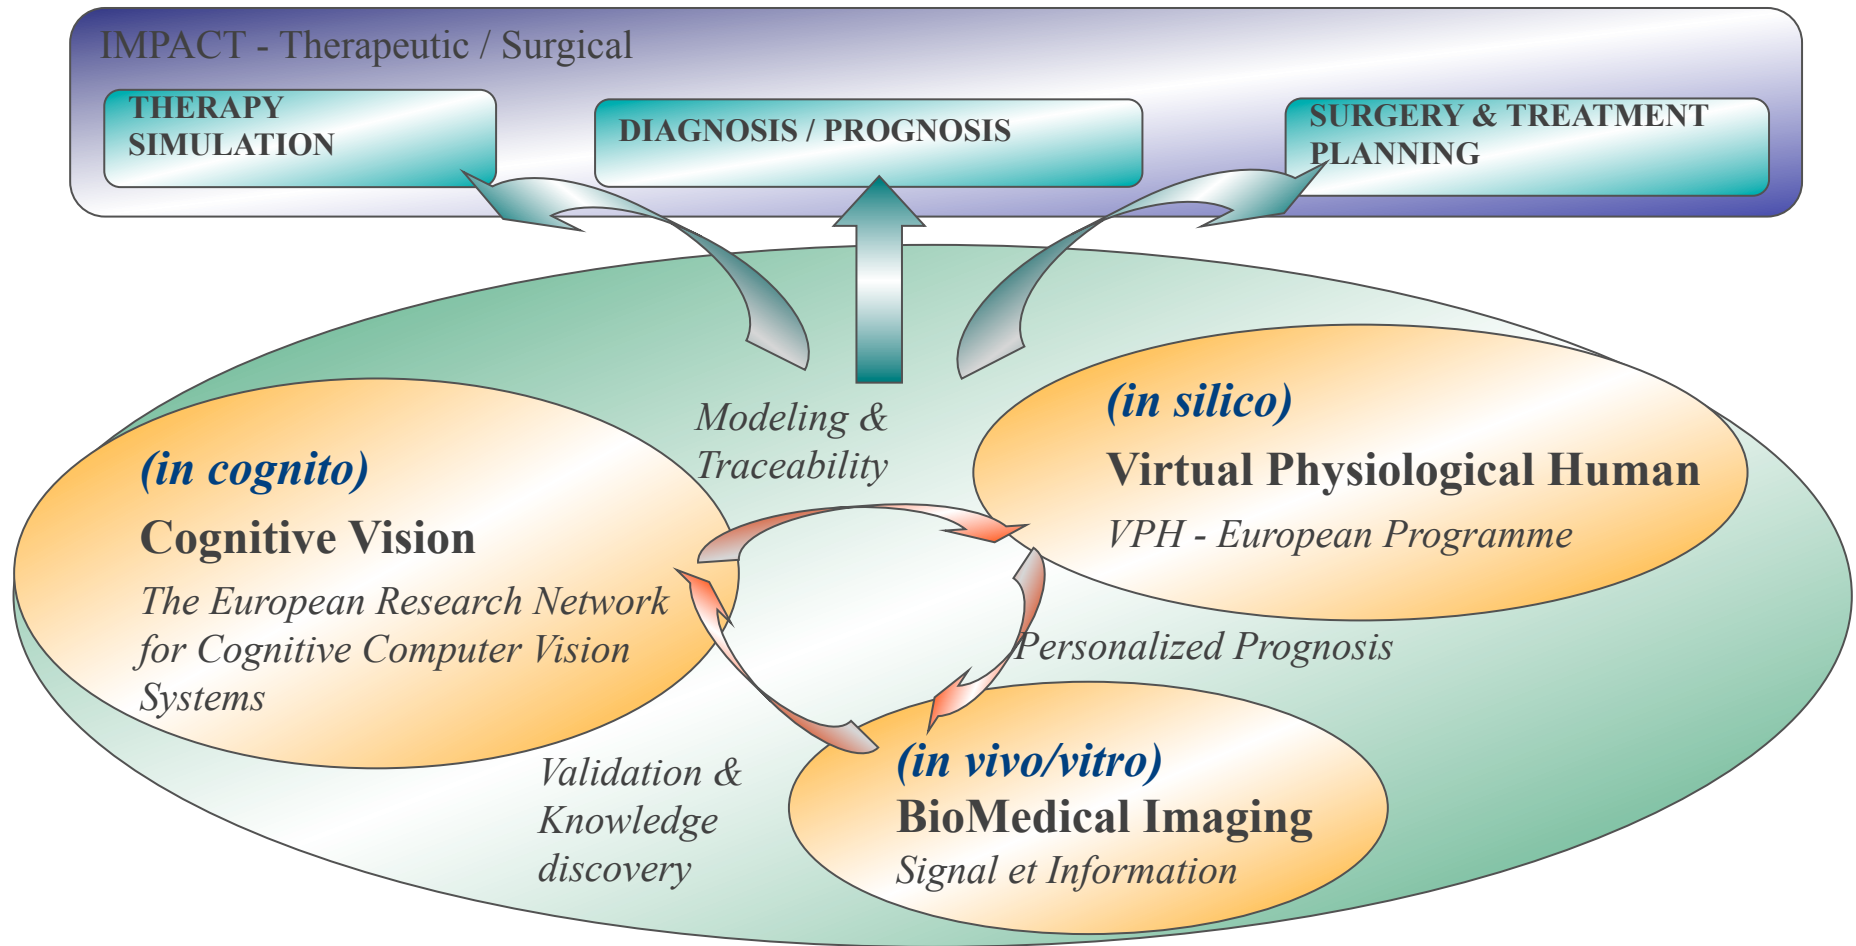 IMPACT - Therapeutic / Surgical
THERAPY
SIMULATION
DIAGNOSIS / PROGNOSIS
SURGERY & TREATMENT
PLANNING
Modeling &
Traceability
(in cognito)
Cognitive Vision
The European Research Network
for Cognitive Computer Vision
Systems
(in silico)
Virtual Physiological Human
VPH - European Programme
Personalized Prognosis
Validation &
Knowledge
discovery
(in vivo/vitro)
BioMedical Imaging
Signal et Information